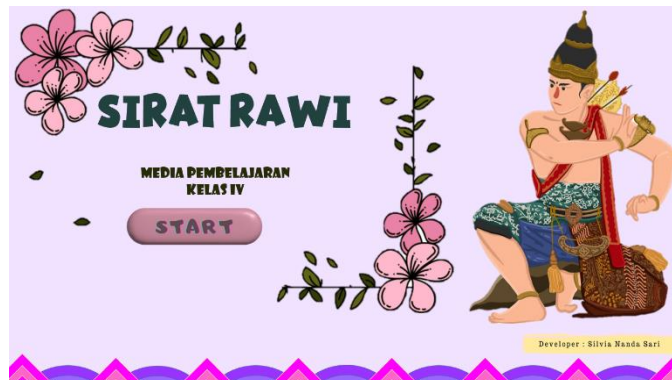 SIRAT RAWI
MEDIA PEMBELAJARAN
KELAS IV
START
Developer : Silvia Nanda Sari